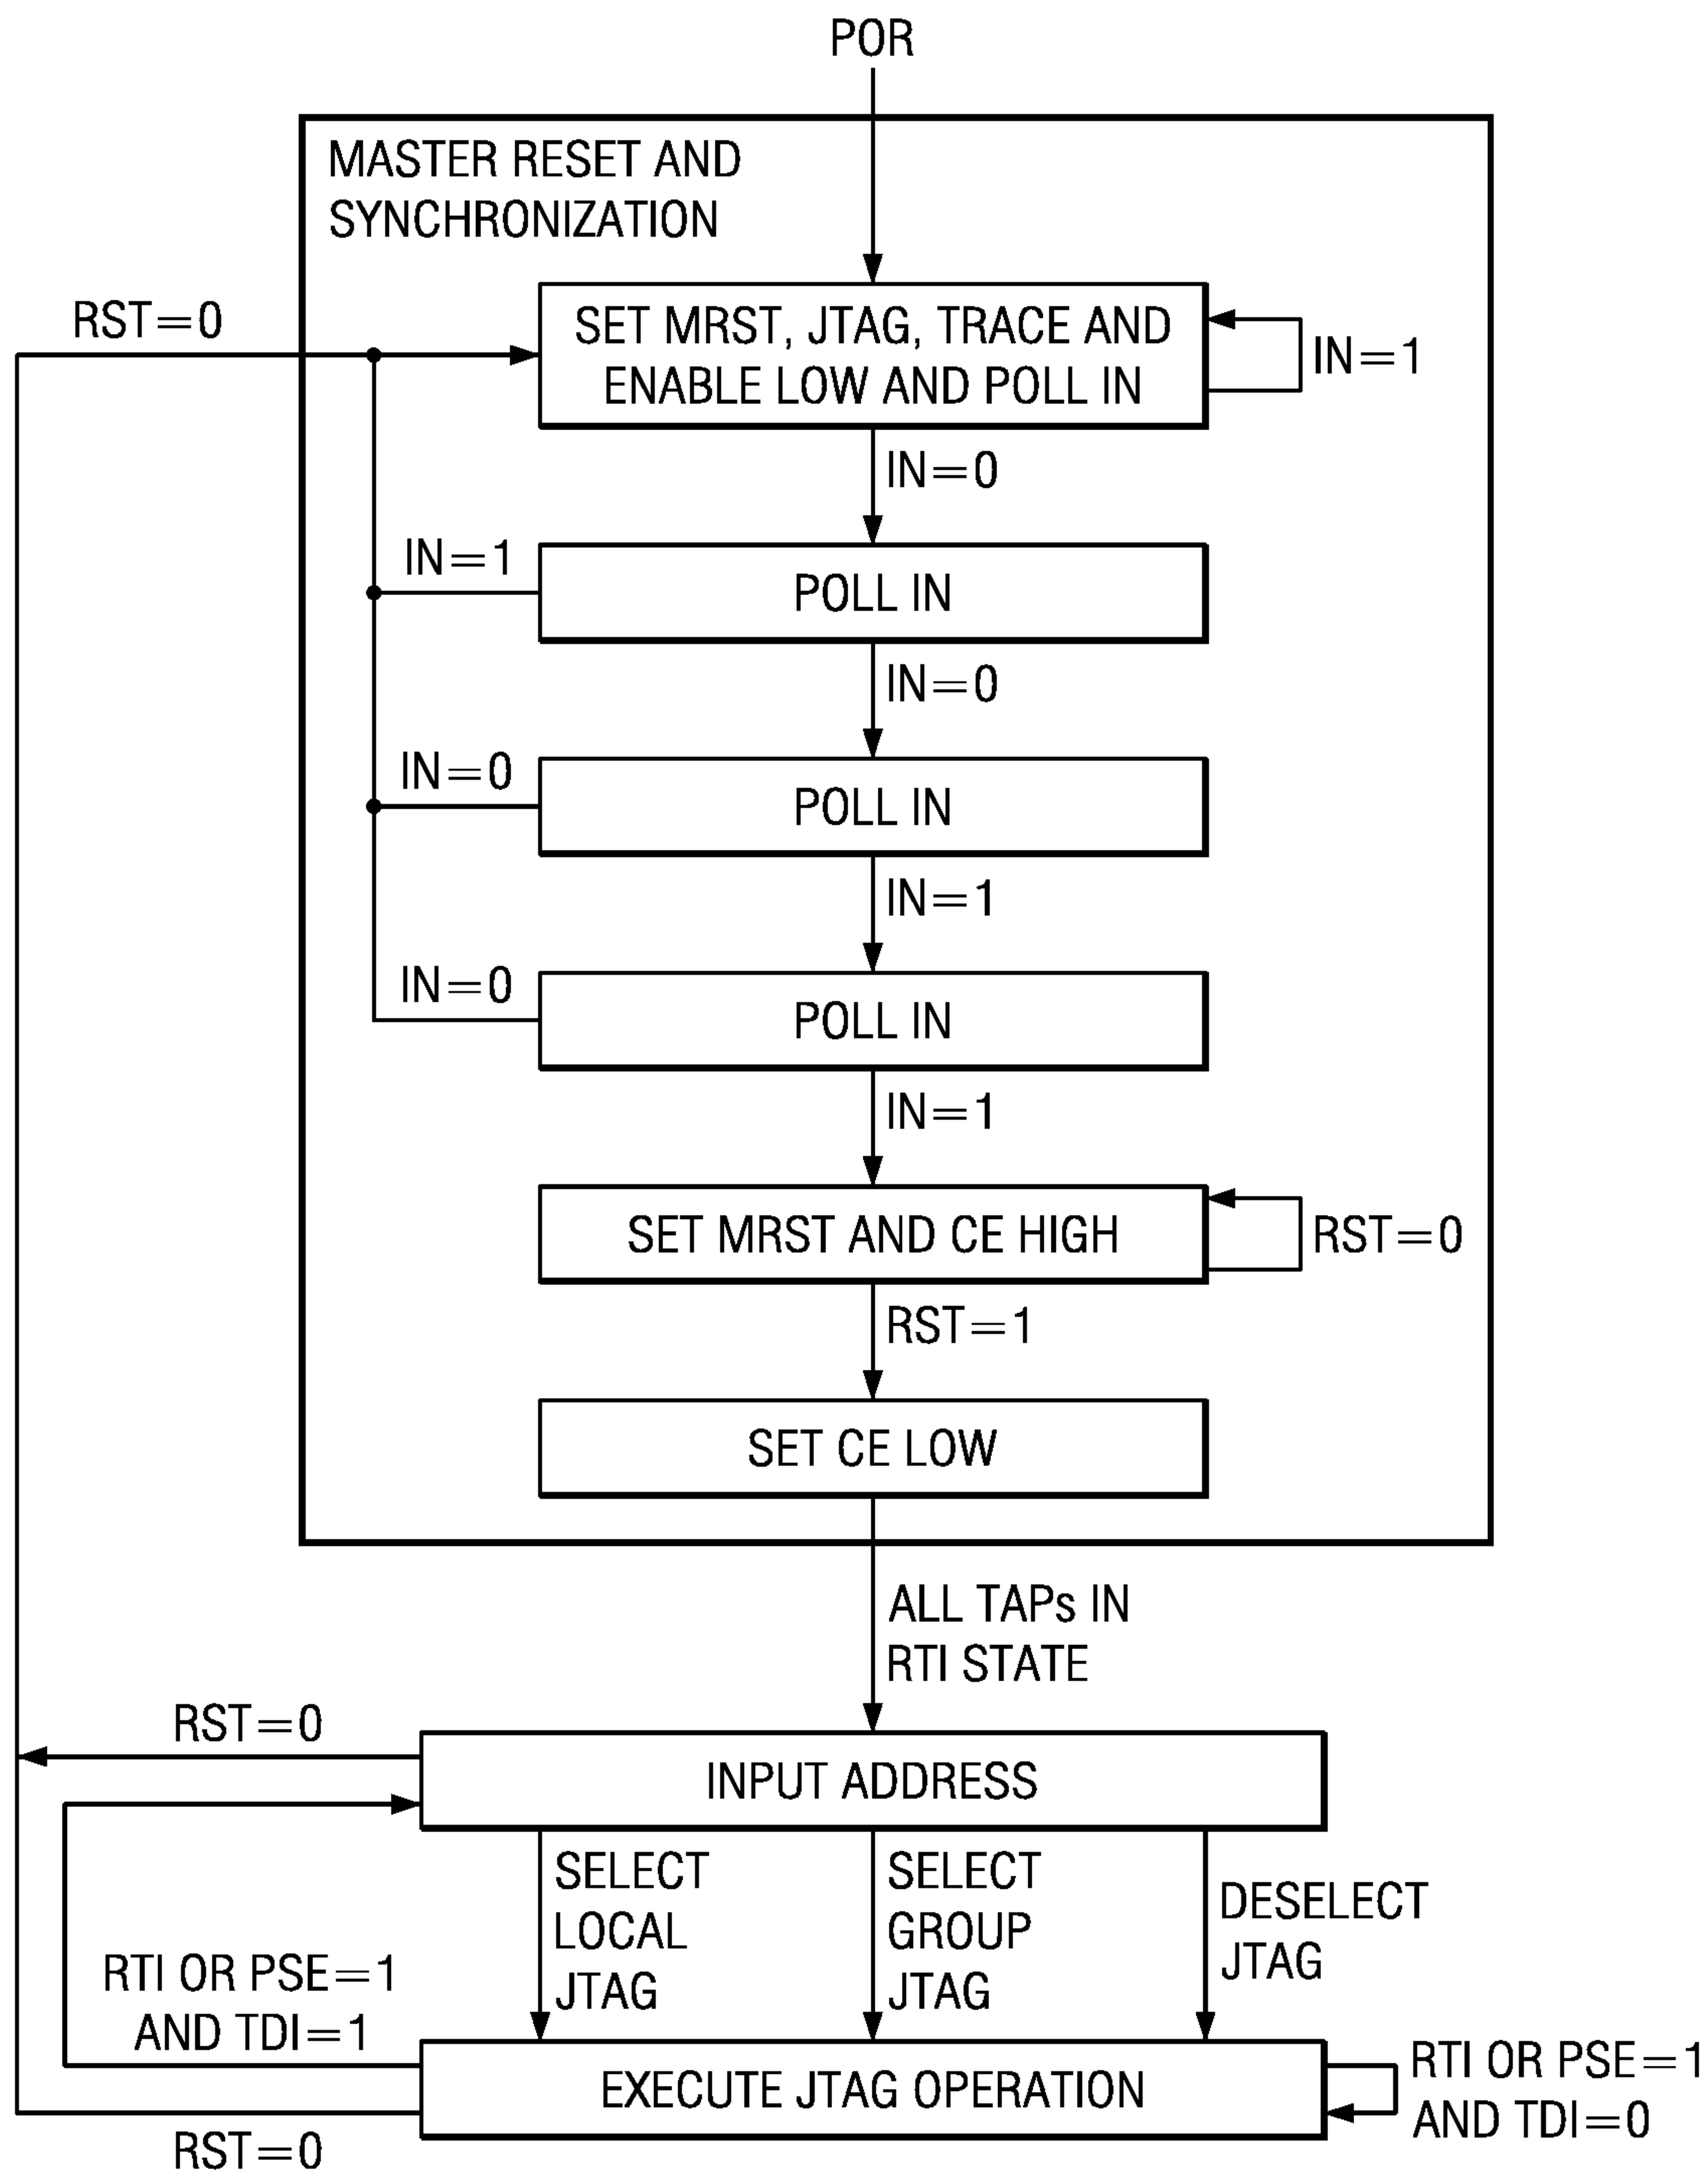 POR
MASTER RESET AND
SYNCHRONIZATION
RST=0
SET MRST, JTAG, TRACE AND
ENABLE LOW AND POLL IN
IN=1
IN=0
IN=1
POLL IN
IN=0
IN=0
POLL IN
IN=1
IN=0
POLL IN
IN=1
SET MRST AND CE HIGH
RST=0
RST=1
SET CE LOW
ALL TAPs IN
RTI STATE
RST=0
INPUT ADDRESS
SELECT
LOCAL
JTAG
SELECT
GROUP
JTAG
DESELECT
JTAG
RTI OR PSE=1
AND TDI=1
EXECUTE JTAG OPERATION
RTI OR PSE=1
AND TDI=0
RST=0